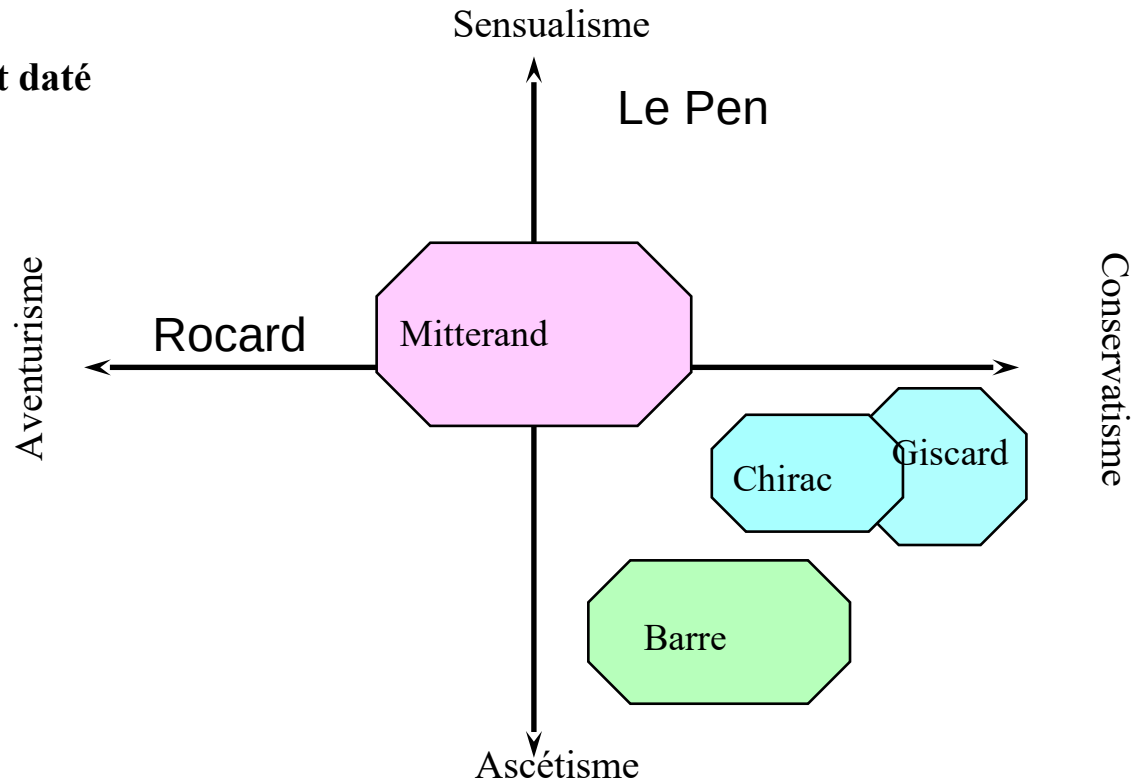 Sensualisme
t daté
Le Pen
Aventurisme
Rocard
Mitterand
Conservatisme
Giscard
Chirac
Barre
Ascétisme